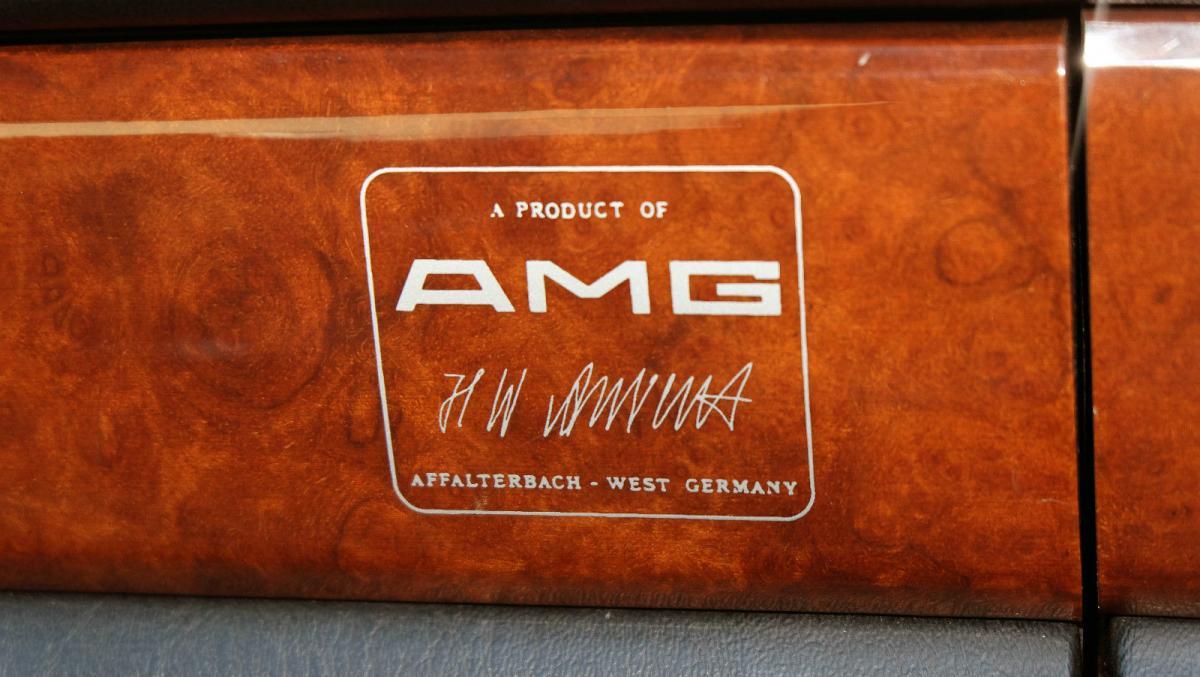 A PRODUCT OF
AMG
H W
AFFALTERBACH - WEST GERMANY